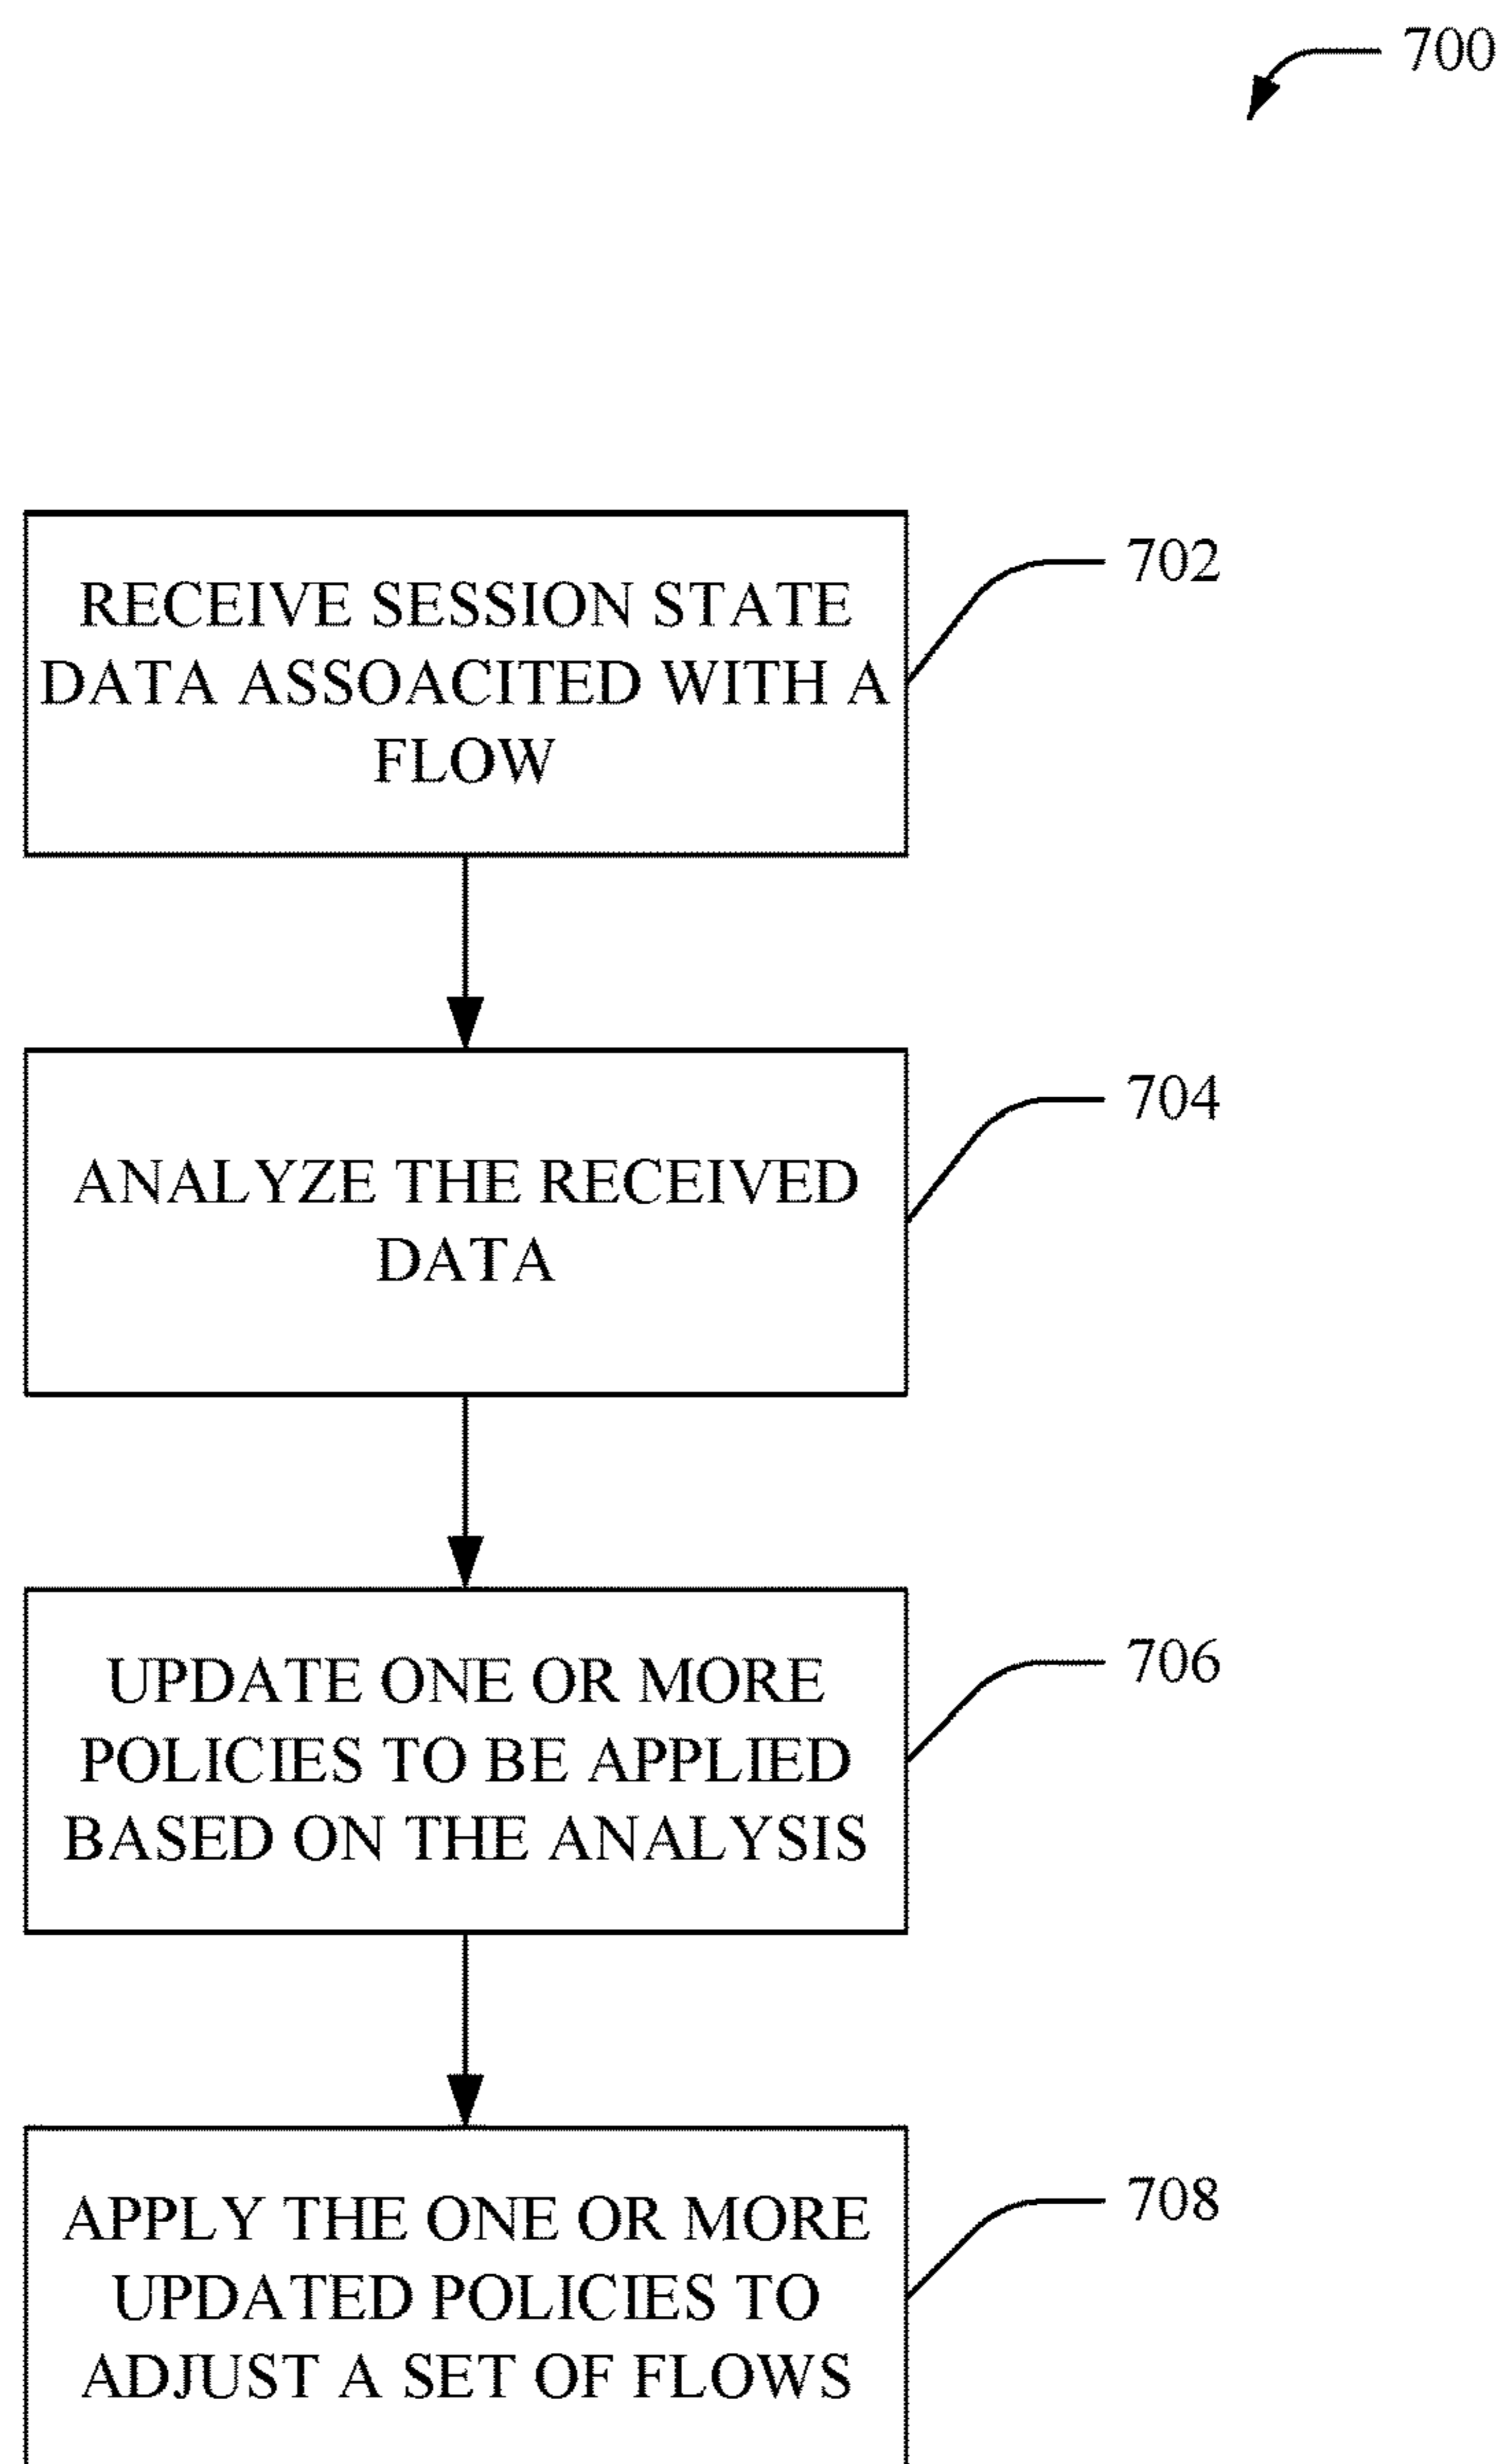 700
RECEIVE SESSION STATE
DATA ASSOACITED WITH A
FLOW
702
ANALYZE THE RECEIVED
DATA
704
UPDATE ONE OR MORE
POLICIES TO BE APPLIED
BASED ON THE ANALYSIS
706
APPLY THE ONE OR MORE
UPDATED POLICIES TO
ADJUST A SET OF FLOWS
708